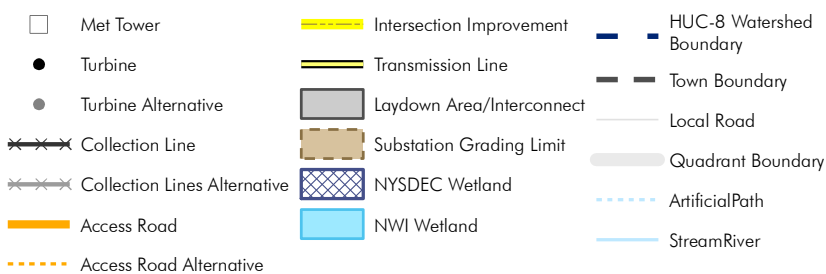 Met Tower
Turbine
Turbine Alternative
Collection Line
Collection Lines Alternative
Access Road
Access Road Alternative
Intersection Improvement
Transmission Line
Laydown Area/Interconnect
Substation Grading Limit
NYSDEC Wetland
NWI Wetland
HUC-8 Watershed
Boundary
Town Boundary
Local Road
Quadrant Boundary
ArtificialPath
StreamRiver